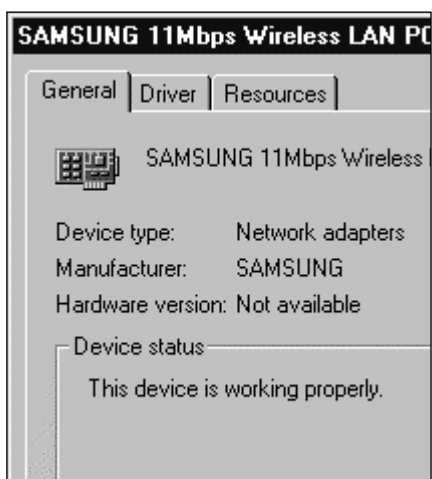 SAMSUNG 11Mbps Wireless LAN PC
General Driver Resources
SAMSUNG 11Mbps Wireless
Device type: Network adapters
Manufacturer: SAMSUNG
Hardware version: Not available
Device status
This device is working properly.